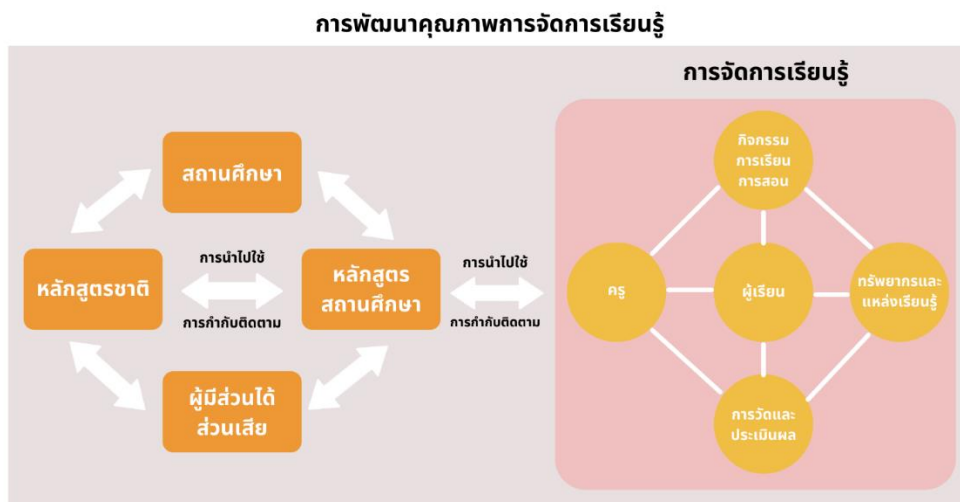 การพัฒนาคุณภาพการจัดการเรียนรู้
การจัดการเรียนรู้
สถานศึกษา
หลักสูตรชาติ
การนำไปใช้
การกำกับติดตาม
หลักสูตร
สถานศึกษา
ผู้มีส่วนได้
ส่วนเสีย
การนำไปใช้
การกำกับติดตาม
กิจกรรม
การเรียน
การสอน
ครู
ผู้เรียน
ทรัพยากรและ
แหล่งเรียนรู้
การวัดและ
ประเมินผล